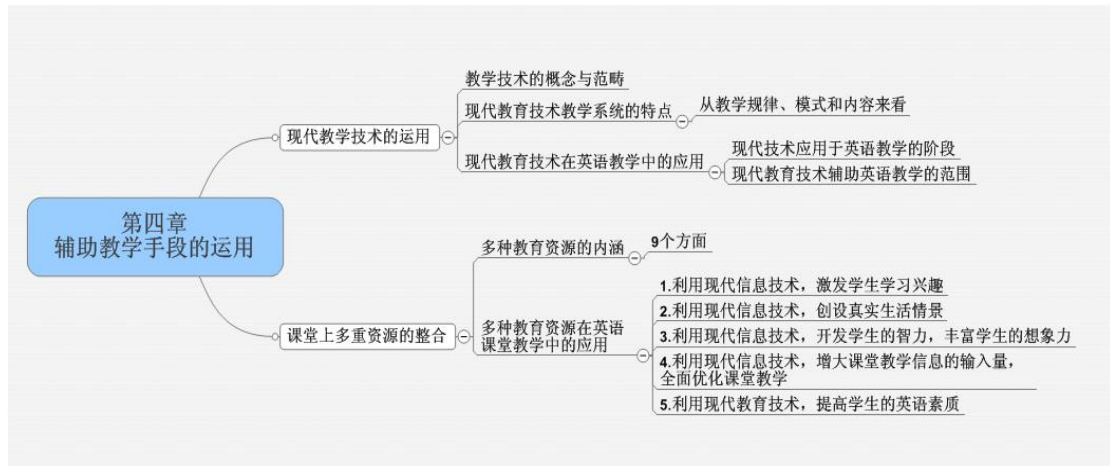 第四章
辅助教学手段的运用
现代教学技术的运用
教学技术的概念与范畴
现代教育技术教学系统的特点
从教学规律、模式和内容来看
现代教育技术在英语教学中的应用
现代技术应用于英语教学的阶段
现代教育技术辅助英语教学的范围
课堂上多重资源的整合
多种教育资源的内涵
9个方面
多种教育资源在英语
课堂教学中的应用
1.利用现代信息技术，激发学生学习兴趣
2.利用现代信息技术，创设真实生活情景
3.利用现代信息技术，开发学生的智力，丰富学生的想象力
4.利用现代信息技术，增大课堂教学信息的输入量，
全面优化课堂教学
5.利用现代教育技术，提高学生的英语素质